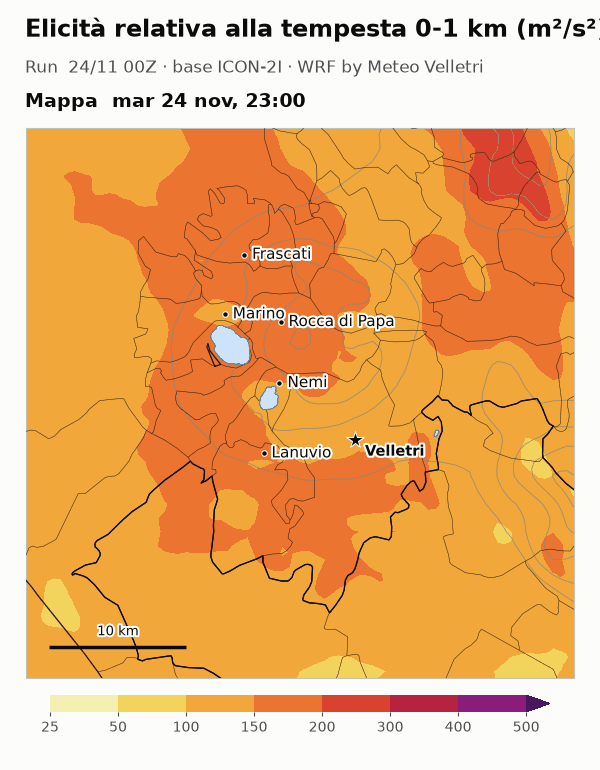 Elicità relativa alla tempesta 0-1 km (m²/s²)
Run  24/11 00Z · base ICON-2I · WRF by Meteo Velletri
Mappa  mar 24 nov, 23:00
Frascati
Marino
Rocca di Papa
Nemi
Lanuvio
Velletri
10 km
25 50 100 150 200 300 400 500